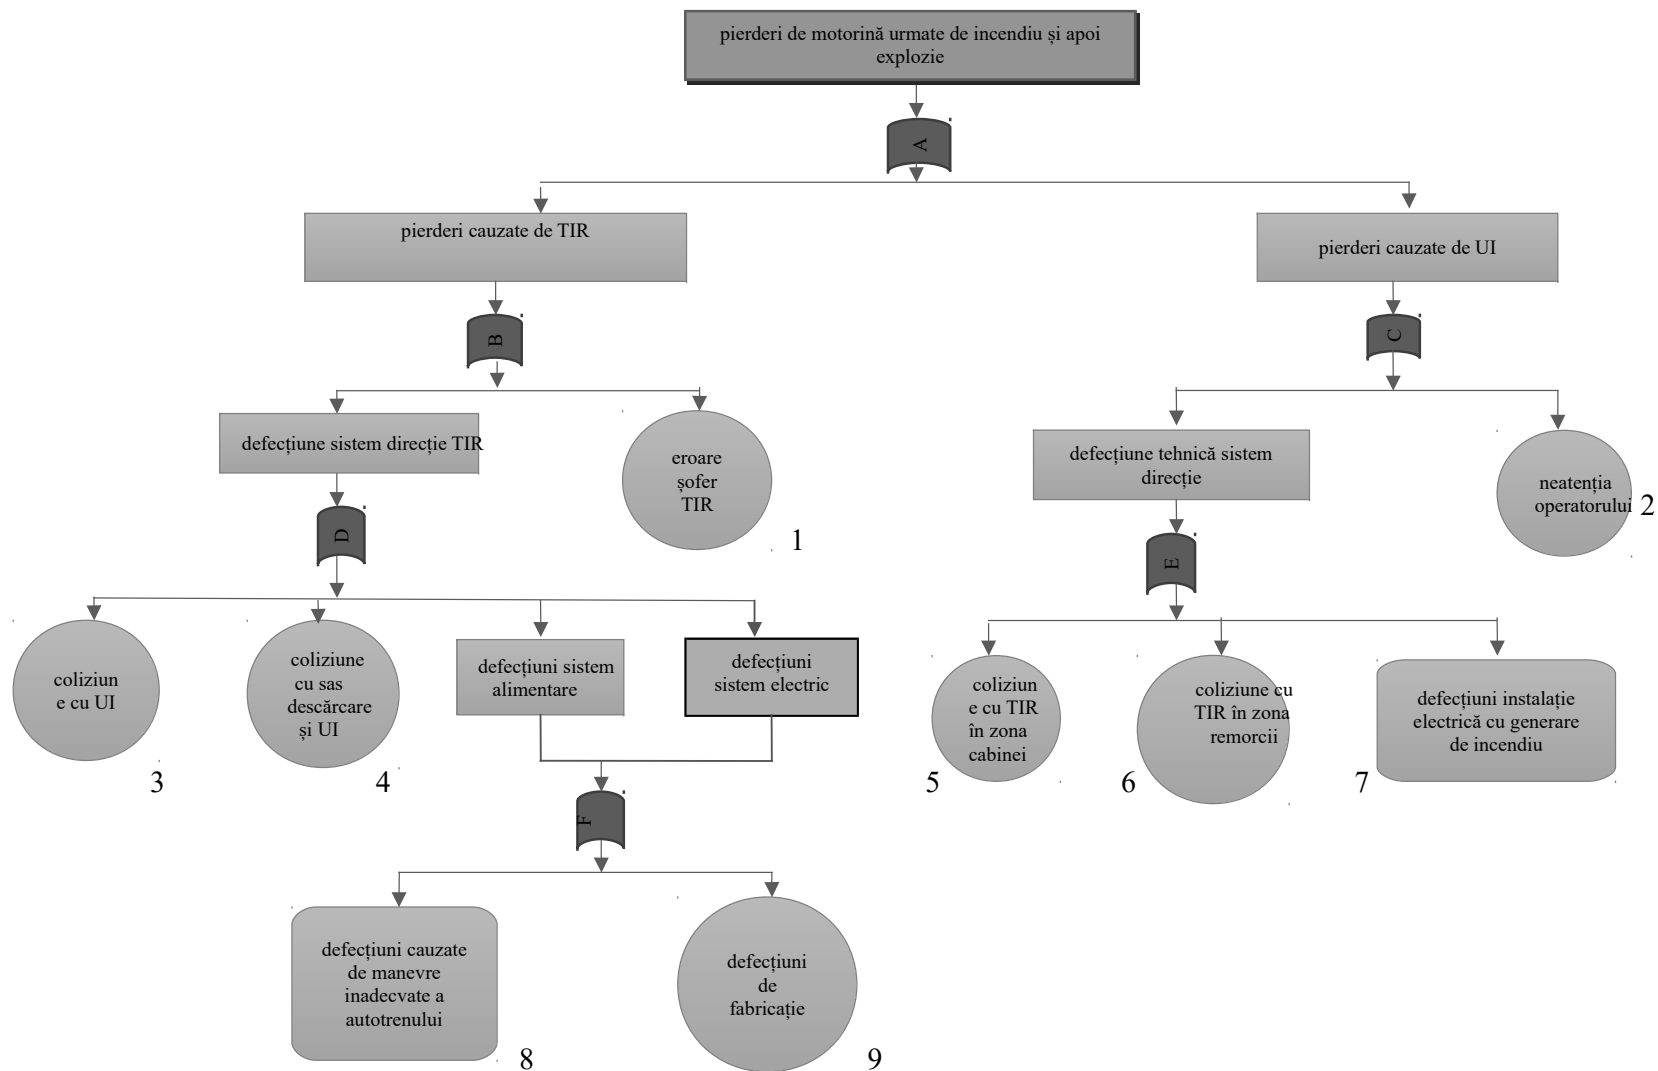 pierderi de motorină urmate de incendiu și apoi
explozie
A
pierderi cauzate de TIR
pierderi cauzate de UI
B
C
defecțiune sistem direcție TIR
eroare
șofer
TIR
1
defecțiune tehnică sistem
direcție
neatenția
operatorului
2
D
E
coliziun
e cu UI
3
coliziune
cu sas
descărcare
și UI
4
defecțiuni sistem
alimentare
defecțiuni
sistem electric
coliziun
e cu TIR
în zona
cabinei
5
coliziune cu
TIR în zona
remorcii
6
defecțiuni instalație
electrică cu generare
de incendiu
7
F
defecțiuni cauzate
de manevre
inadecvate a
autotrenului
8
defecțiuni
de
fabricație
9